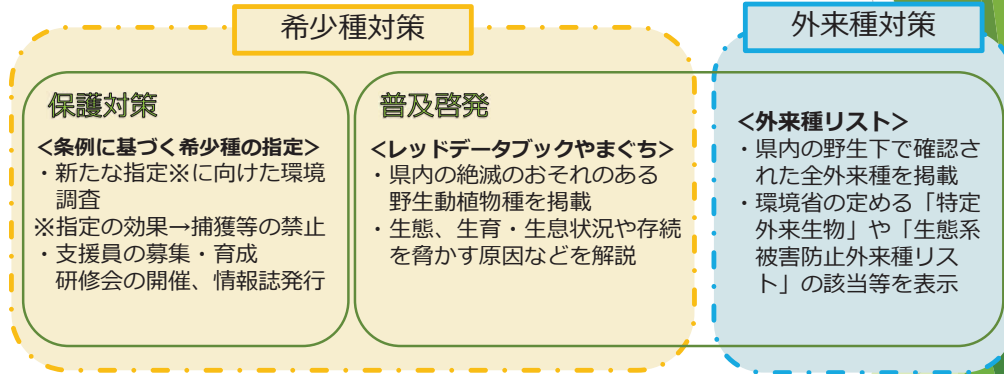 希少種対策
保護対策
<条例に基づく希少種の指定>
・新たな指定※に向けた環境
調査
※指定の効果→捕獲等の禁止
・支援員の募集・育成
研修会の開催、情報誌発行
普及啓発
<レッドデータブックやまぐち>
・県内の絶滅のおそれのある
野生動植物種を掲載
・生態、生育・生息状況や存続
を脅かす原因などを解説
外来種対策
<外来種リスト>
・県内の野生下で確認さ
れた全外来種を掲載
・環境省の定める「特定
外来生物」や「生態系
被害防止外来種リス
ト」の該当等を表示